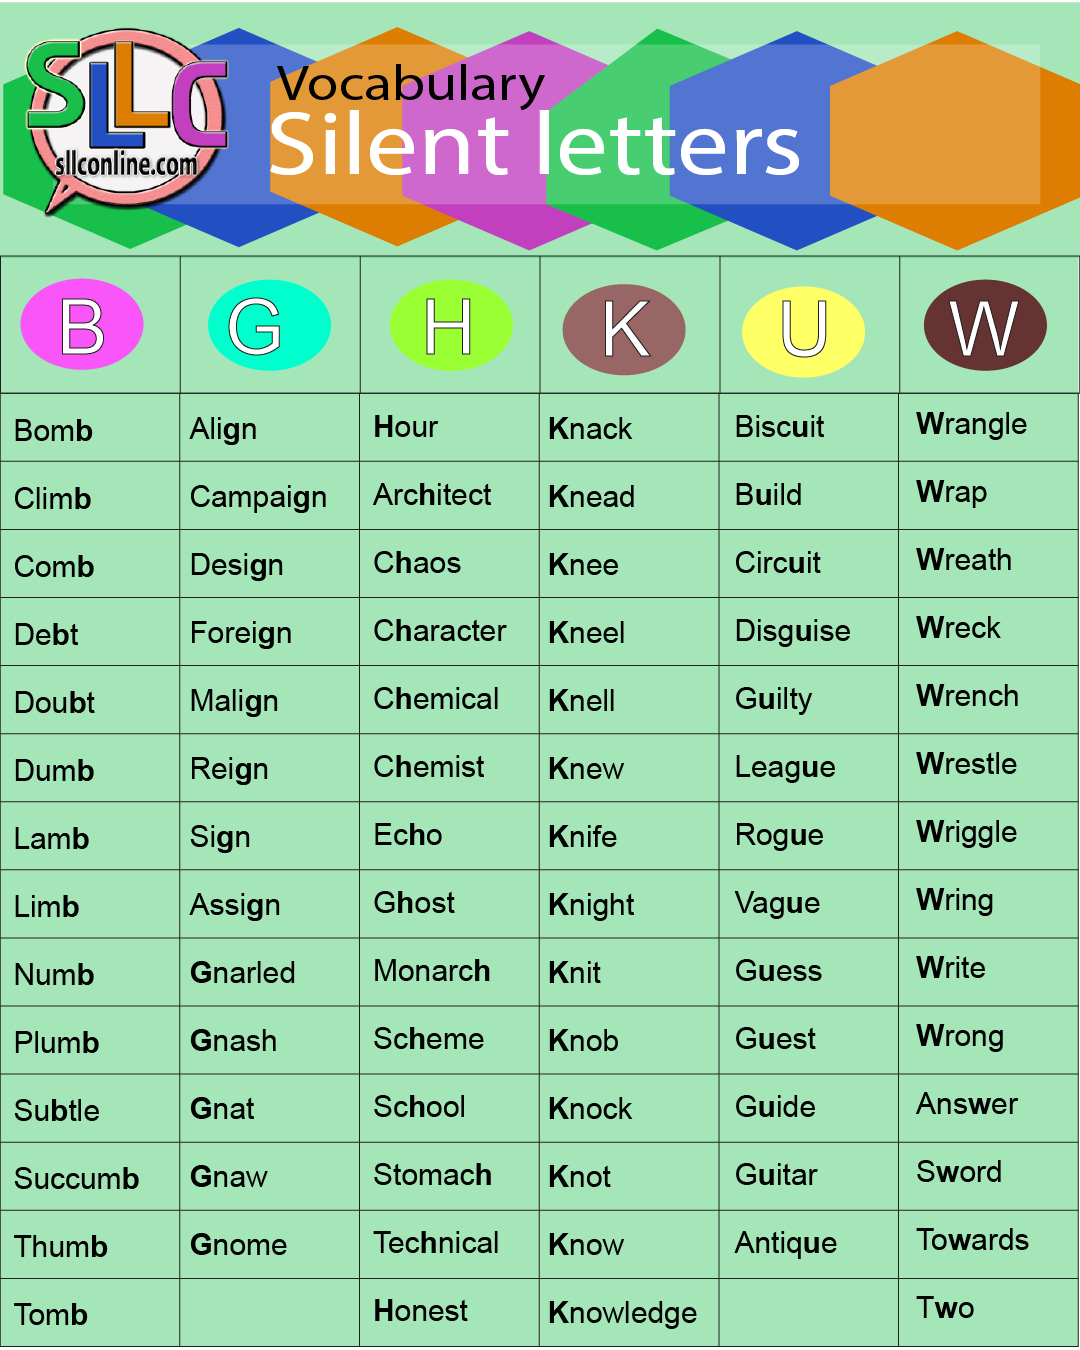 SLLC
sllconline.com
Vocabulary
Silent letters
B G H K U W
Bomb Align Hour Knack Biscuit Wrangle
Climb Campaign Architect Knead Build Wrap
Comb Design Chaos Knee Circuit Wreath
Debt Foreign Character Kneel Disguise Wreck
Doubt Malign Chemical Knell Guilty Wrench
Dumb Reign Chemist Knew League Wrestle
Lamb Sign Echo Knife Rogue Wriggle
Limb Assign Ghost Knight Vague Wring
Numb Gnarled Monarch Knit Guess Write
Plumb Gnash Scheme Knob Guest Wrong
Subtle Gnat School Knock Guide Answer
Succumb Gnaw Stomach Knot Guitar Sword
Thumb Gnome Technical Know Antique Towards
Tomb Honest Knowledge Two